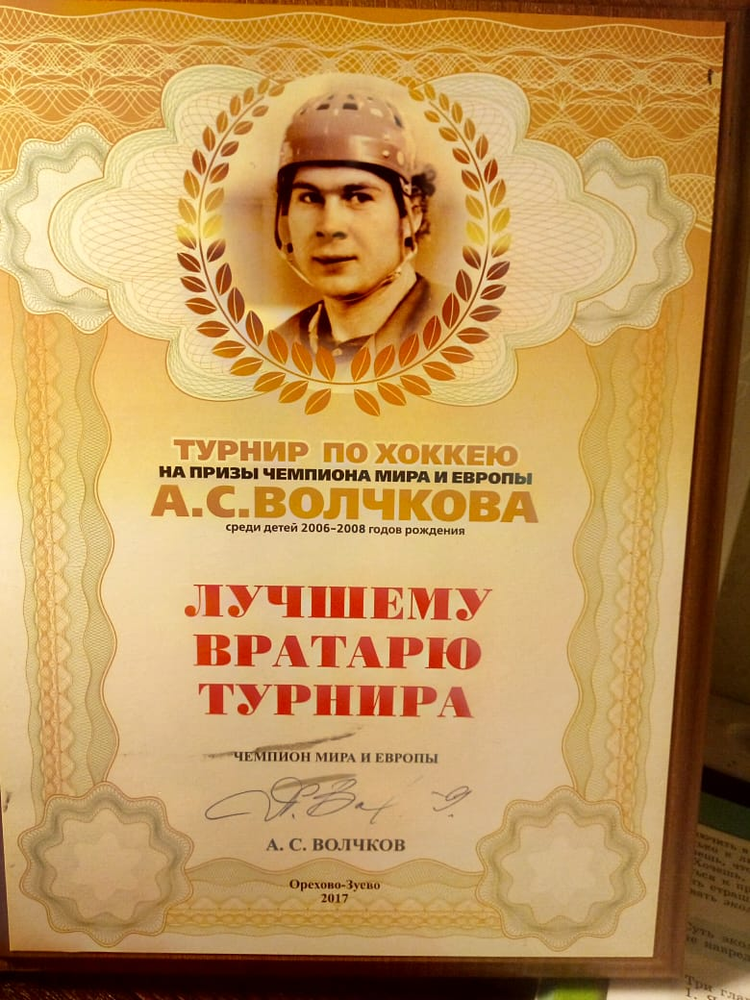 ТУРНИР ПО ХОККЕЮ
НА ПРИЗЫ ЧЕМПИОНА МИРА И ЕВРОПЫ
А.С.ВОЛЧКОВА
среди детей 2006-2008 годов рождения
ЛУЧШЕМУ
ВРАТАРЮ
ТУРНИРА
ЧЕМПИОН МИРА И ЕВРОПЫ
А. С. ВОЛЧКОВ
Орехово-Зуево
2017